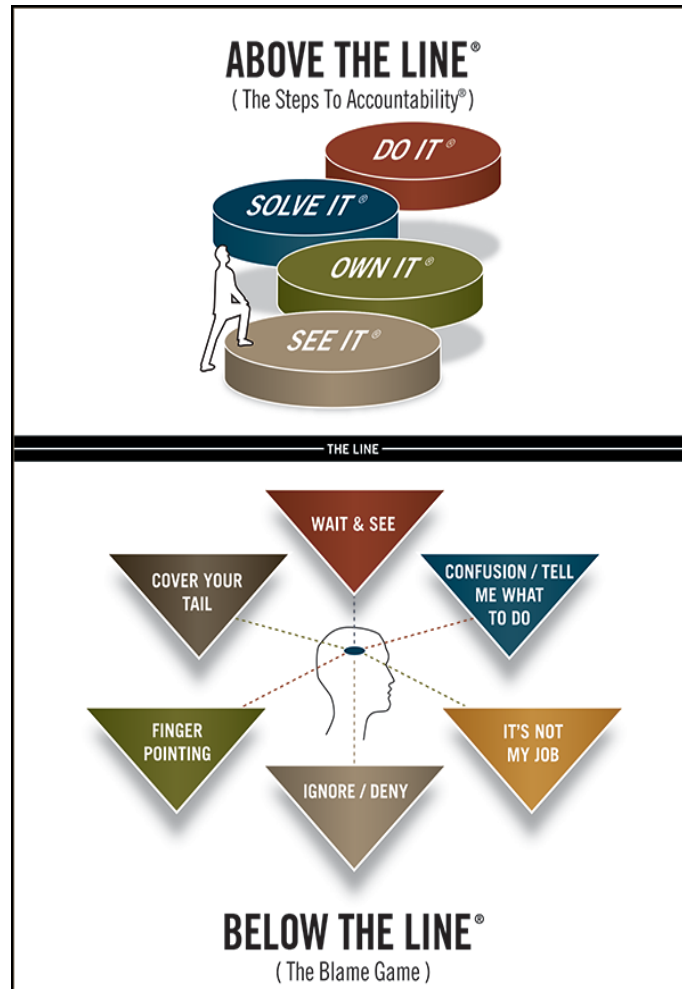 ABOVE THE LINE®
( The Steps To Accountability®)
DO IT®
SOLVE IT®
OWN IT®
SEE IT®
THE LINE
WAIT & SEE
COVER YOUR
TAIL
CONFUSION / TELL
ME WHAT
TO DO
FINGER
POINTING
IT'S NOT
MY JOB
IGNORE / DENY
BELOW THE LINE®
( The Blame Game )